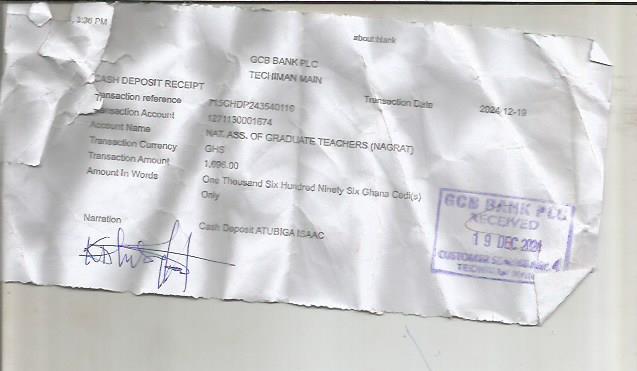 3:36 PM
about:blank
GCB BANK PLC
TECHIMAN MAIN
CASH DEPOSIT RECEIPT
Transaction reference
Transaction Date 2024-12-19
Transaction Account 1271130001674
Account Name NAT. ASS. OF GRADUATE TEACHERS (NAGRAT)
Transaction Currency GHS
Transaction Amount 1,696.00
Amount In Words One Thousand Six Hundred Ninety Six Ghana Cedi(s)
Only
Narration Cash Deposit ATUBIGA ISAAC
GCB BANK PLC
RECEIVED
19 DEC 2024
CUSTOMER